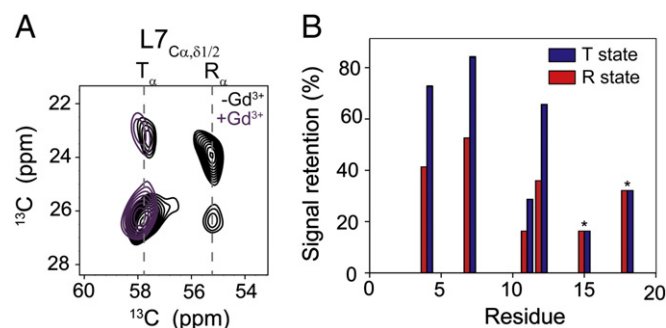 A
L7Cα,δ1/2
Tα Rα
-Gd3+
+Gd3+
22
24
26
28
13C (ppm)
60 58 56 54
13C (ppm)
B
T state
R state
80
60
40
20
0
Signal retention (%)
* *
0 5 10 15 20
Residue